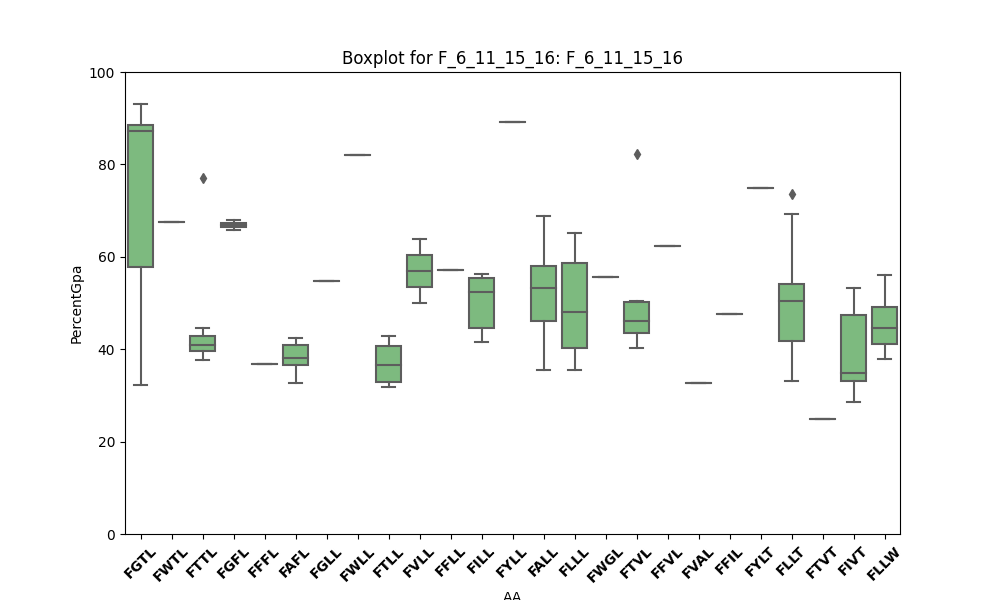 Boxplot for F_6_11_15_16: F_6_11_15_16
PercentGpa
100
80
60
40
20
0
FGTL FWTL FTTL FGFL FFFL FAFL FGLL FWLL FTLL FVLL FFLL FILL FYLL FALL FLLL FWGL FTVL FFVL FVAL FFIL FYLT FLLT FTVT FIVT FLLW
AA